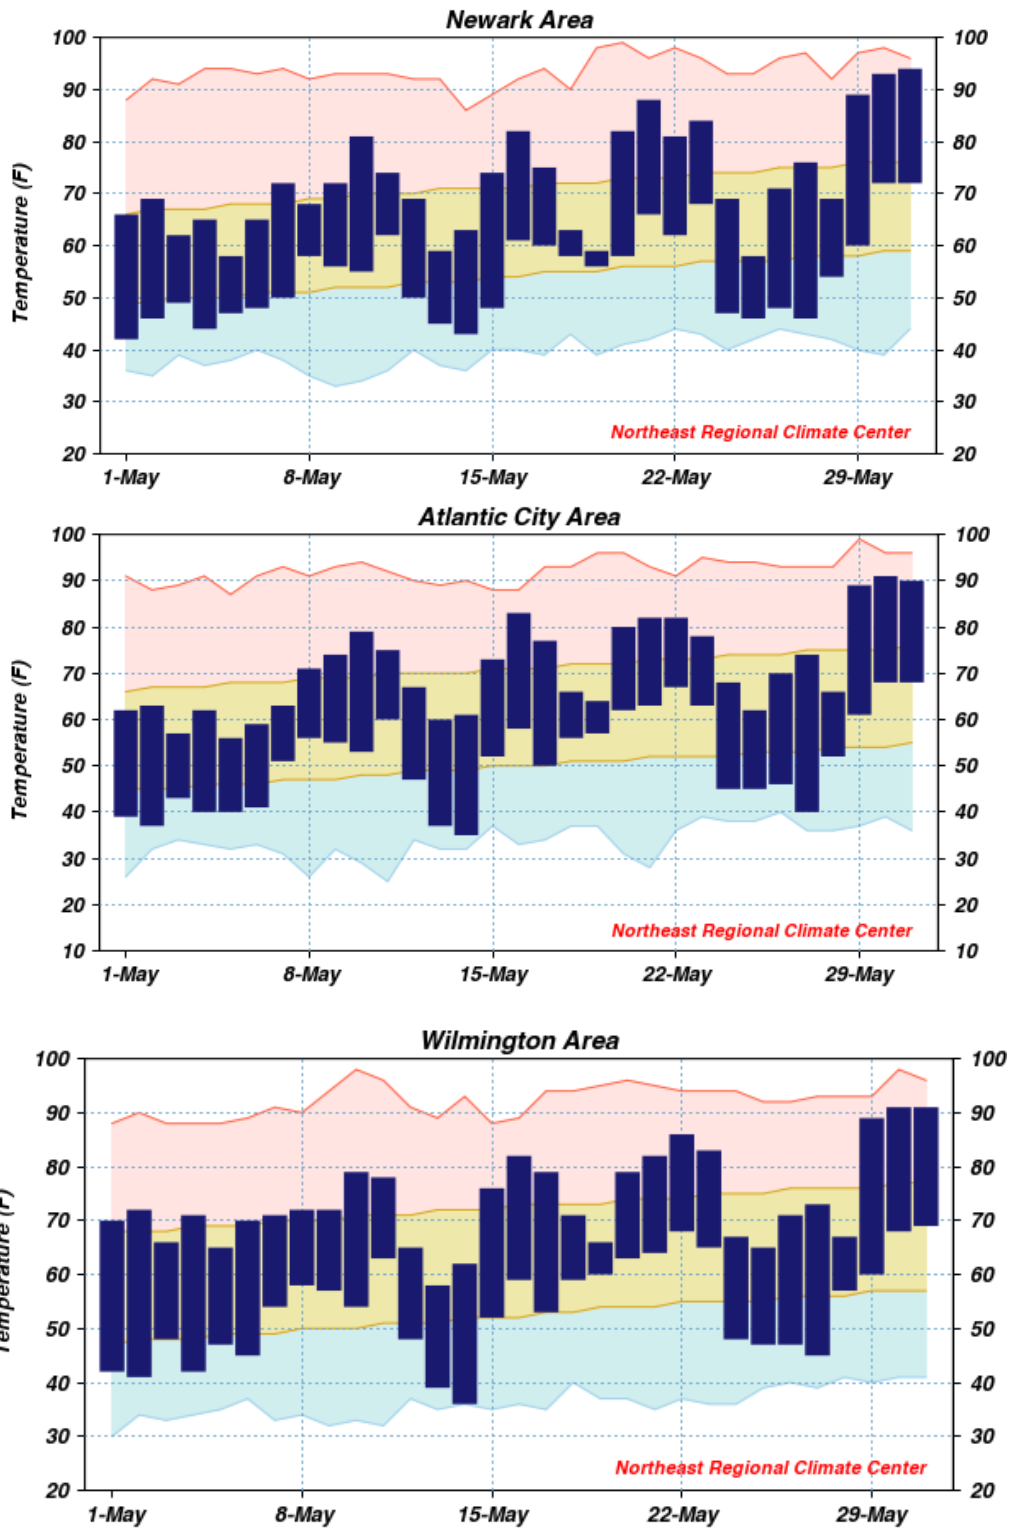 Newark Area
100 100
90 90
80 80
70 70
60 60
50 50
40 40
30 30
20 20
Temperature (F)
Northeast Regional Climate Center
1-May 8-May 15-May 22-May 29-May
Atlantic City Area
100 100
90 90
80 80
70 70
60 60
50 50
40 40
30 30
20 20
10 10
Temperature (F)
Northeast Regional Climate Center
1-May 8-May 15-May 22-May 29-May
Wilmington Area
100 100
90 90
80 80
70 70
60 60
50 50
40 40
30 30
20 20
Temperature (F)
Northeast Regional Climate Center
1-May 8-May 15-May 22-May 29-May